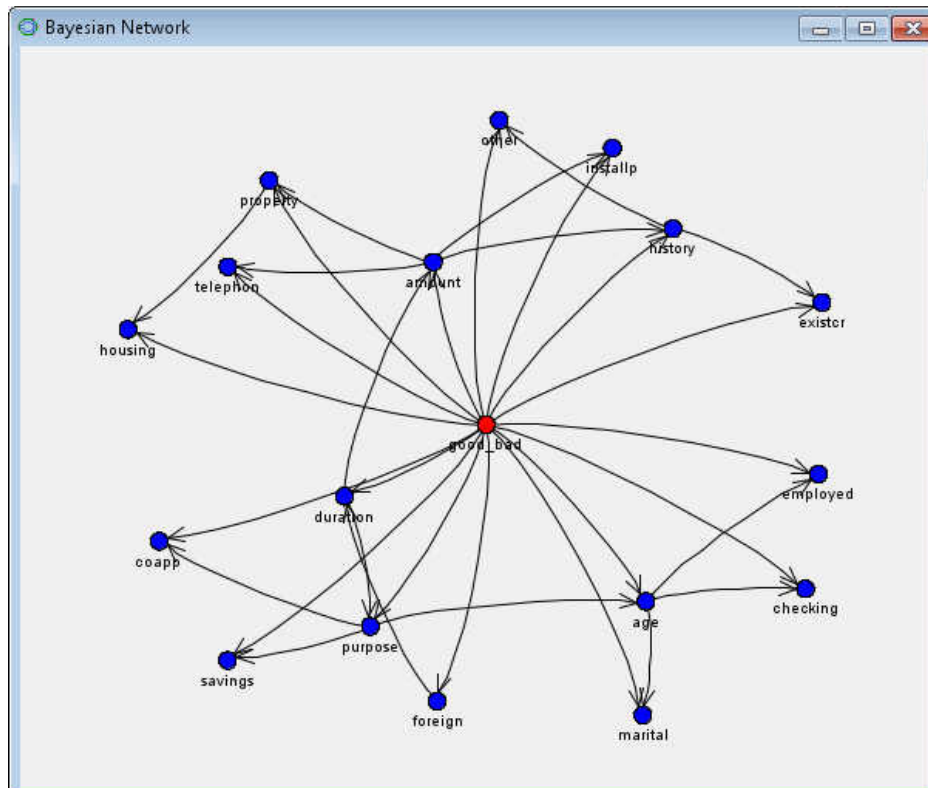 Bayesian Network
other
installp
property
history
telephon
amount
existcr
housing
good_bad
employed
duration
coapp
checking
age
purpose
savings
foreign
marital